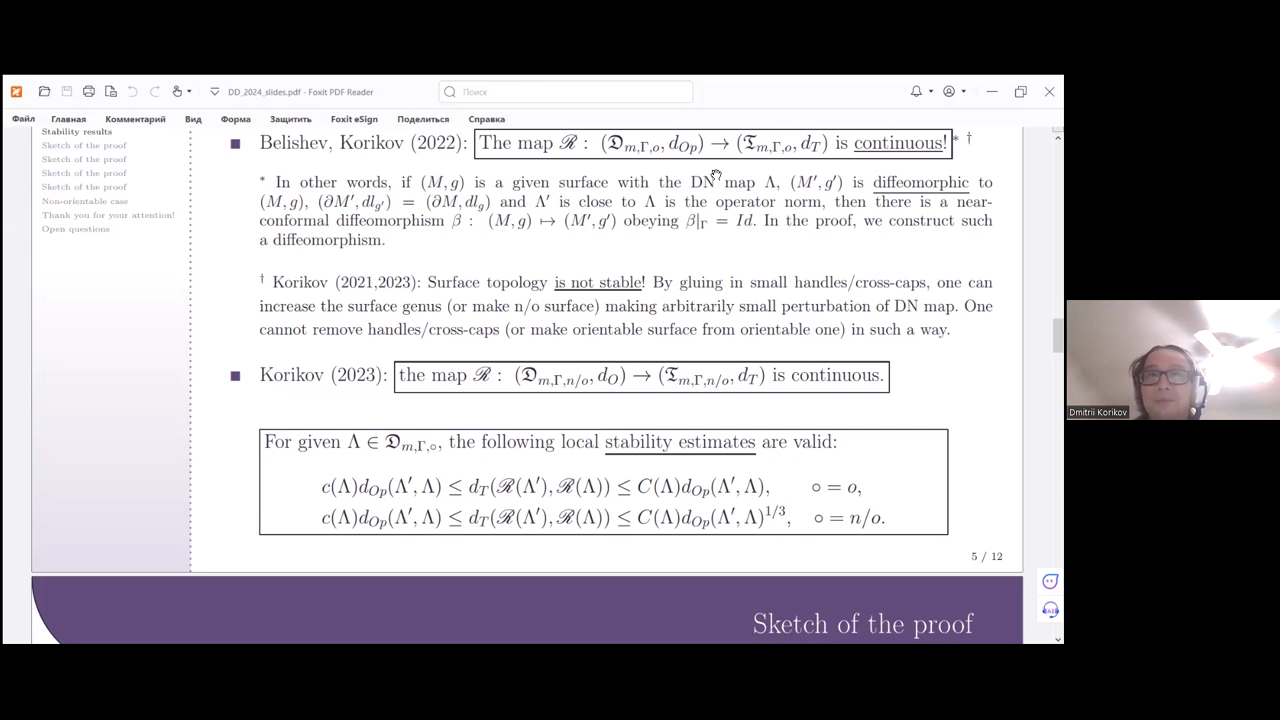 DD_2024_slides.pdf - Foxit PDF Reader
Поиск
Файл Главная Комментарий Вид Форма Защитить Foxit eSign Поделиться Справка
Stability results
Sketch of the proof
Sketch of the proof
Sketch of the proof
Sketch of the proof
Non-orientable case
Thank you for your attention!
Open questions
Belishev, Korikov (2022): The map ℛ : (𝔇_{m,Γ,o}, d_{Op}) → (𝔗_{m,Γ,o}, d_T) is continuous! * †
* In other words, if (M, g) is a given surface with the DN map Λ, (M′, g′) is diffeomorphic to
(M, g), (∂M′, dl_{g′}) = (∂M, dl_g) and Λ′ is close to Λ is the operator norm, then there is a near-
conformal diffeomorphism β : (M, g) ↦ (M′, g′) obeying β|_Γ = Id. In the proof, we construct such
a diffeomorphism.
† Korikov (2021,2023): Surface topology is not stable! By gluing in small handles/cross-caps, one can
increase the surface genus (or make n/o surface) making arbitrarily small perturbation of DN map. One
cannot remove handles/cross-caps (or make orientable surface from orientable one) in such a way.
Korikov (2023): the map ℛ : (𝔇_{m,Γ,n/o}, d_O) → (𝔗_{m,Γ,n/o}, d_T) is continuous.
For given Λ ∈ 𝔇_{m,Γ,∘}, the following local stability estimates are valid:
c(Λ)d_{Op}(Λ′, Λ) ≤ d_T(ℛ(Λ′), ℛ(Λ)) ≤ C(Λ)d_{Op}(Λ′, Λ), ∘ = o,
c(Λ)d_{Op}(Λ′, Λ) ≤ d_T(ℛ(Λ′), ℛ(Λ)) ≤ C(Λ)d_{Op}(Λ′, Λ)^{1/3}, ∘ = n/o.
5 / 12
Sketch of the proof
Dmitrii Korikov